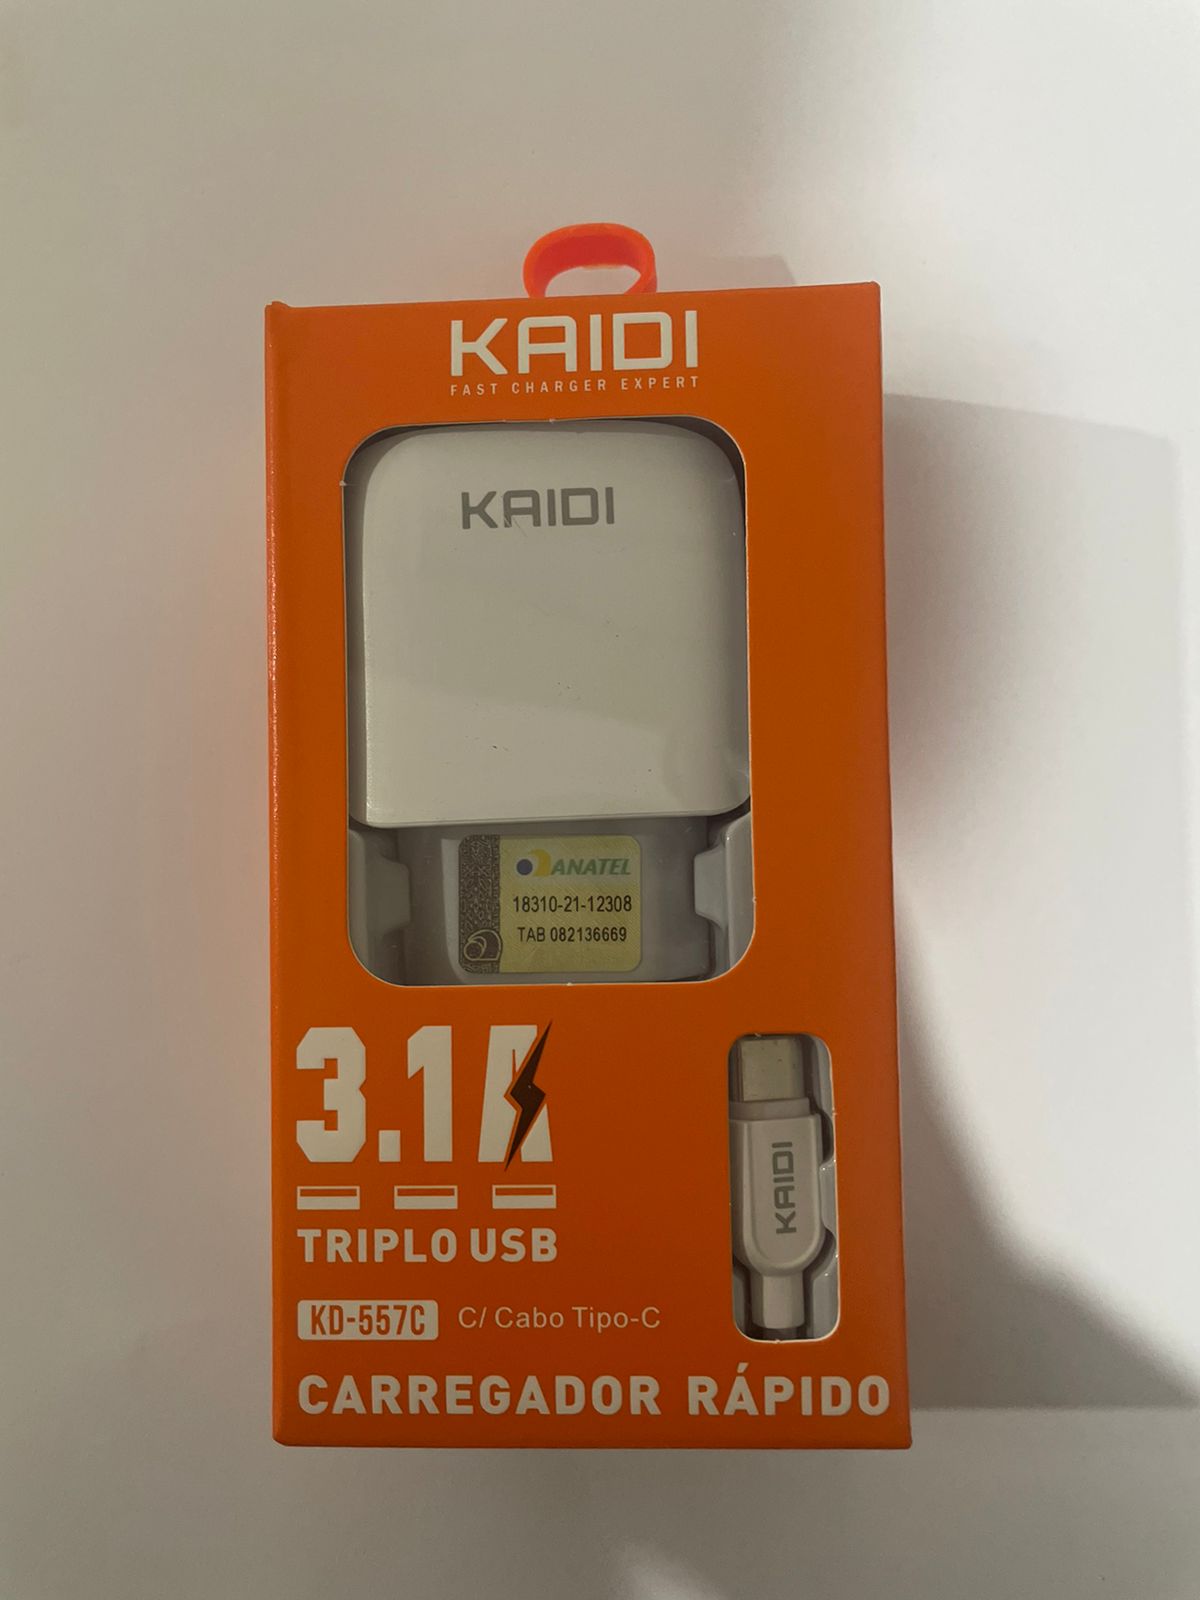 KAIDI
FAST CHARGER EXPERT
KAIDI
ANATEL
18310-21-12308
TAB 082136669
3.1A
TRIPLO USB
KAIDI
KD-557C C/ Cabo Tipo-C
CARREGADOR RÁPIDO